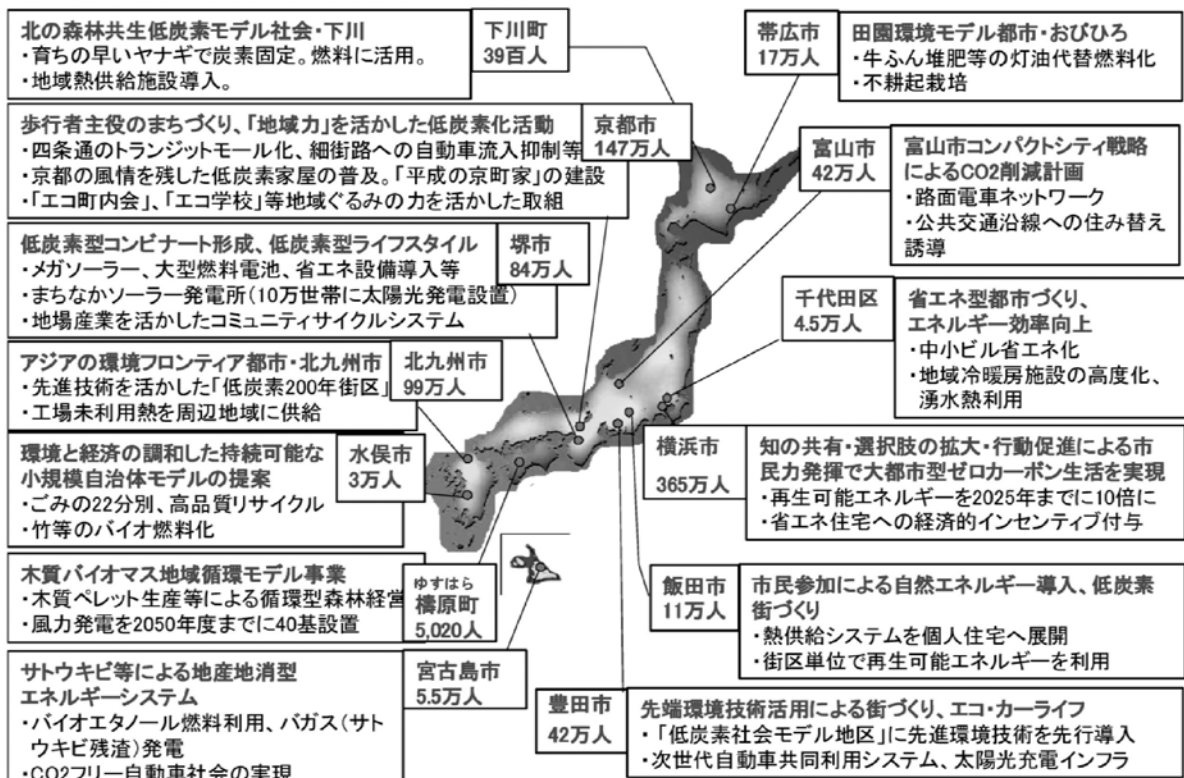 北の森林共生低炭素モデル社会・下川
・育ちの早いヤナギで炭素固定。燃料に活用。
・地域熱供給施設導入。
下川町
39百人
帯広市
17万人
田園環境モデル都市・おびひろ
・牛ふん堆肥等の灯油代替燃料化
・不耕起栽培
歩行者主役のまちづくり、「地域力」を活かした低炭素化活動
・四条通のトランジットモール化、細街路への自動車流入抑制等
・京都の風情を残した低炭素家屋の普及。「平成の京町家」の建設
・「エコ町内会」、「エコ学校」等地域ぐるみの力を活かした取組
京都市
147万人
富山市
42万人
富山市コンパクトシティ戦略
によるCO2削減計画
・路面電車ネットワーク
・公共交通沿線への住み替え
誘導
低炭素型コンビナート形成、低炭素型ライフスタイル
・メガソーラー、大型燃料電池、省エネ設備導入等
・まちなかソーラー発電所(10万世帯に太陽光発電設置)
・地場産業を活かしたコミュニティサイクルシステム
堺市
84万人
千代田区
4.5万人
省エネ型都市づくり、
エネルギー効率向上
・中小ビル省エネ化
・地域冷暖房施設の高度化、
湧水熱利用
アジアの環境フロンティア都市・北九州市
・先進技術を活かした「低炭素200年街区」
・工場未利用熱を周辺地域に供給
北九州市
99万人
環境と経済の調和した持続可能な
小規模自治体モデルの提案
・ごみの22分別、高品質リサイクル
・竹等のバイオ燃料化
水俣市
3万人
横浜市
365万人
知の共有・選択肢の拡大・行動促進による市
民力発揮で大都市型ゼロカーボン生活を実現
・再生可能エネルギーを2025年までに10倍に
・省エネ住宅への経済的インセンティブ付与
木質バイオマス地域循環モデル事業
・木質ペレット生産等による循環型森林経営
・風力発電を2050年度までに40基設置
ゆすはら
檮原町
5,020人
飯田市
11万人
市民参加による自然エネルギー導入、低炭素
街づくり
・熱供給システムを個人住宅へ展開
・街区単位で再生可能エネルギーを利用
サトウキビ等による地産地消型
エネルギーシステム
・バイオエタノール燃料利用、バガス(サト
ウキビ残渣)発電
・CO2フリー自動車社会の実現
宮古島市
5.5万人
豊田市
42万人
先端環境技術活用による街づくり、エコ・カーライフ
・「低炭素社会モデル地区」に先進環境技術を先行導入
・次世代自動車共同利用システム、太陽光充電インフラ